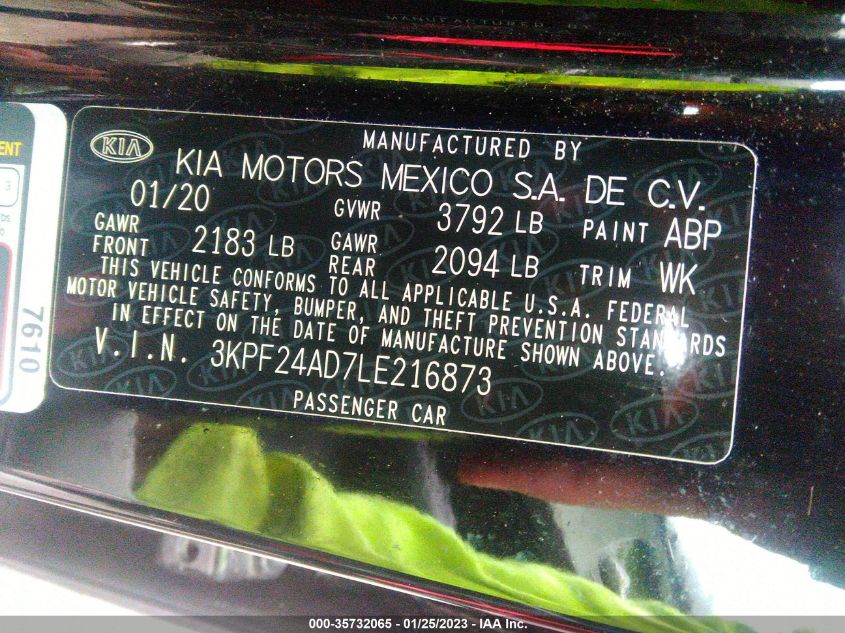 MANUFACTURED BY
KIA
KIA MOTORS MEXICO S.A. DE C.V.
01/20 GVWR 3792 LB PAINT ABP
GAWR FRONT 2183 LB GAWR REAR 2094 LB TRIM WK
THIS VEHICLE CONFORMS TO ALL APPLICABLE U.S.A. FEDERAL
MOTOR VEHICLE SAFETY, BUMPER, AND THEFT PREVENTION STANDARDS
IN EFFECT ON THE DATE OF MANUFACTURE SHOWN ABOVE.
V.I.N. 3KPF24AD7LE216873
PASSENGER CAR
7610
000-35732065 - 01/25/2023 - IAA Inc.